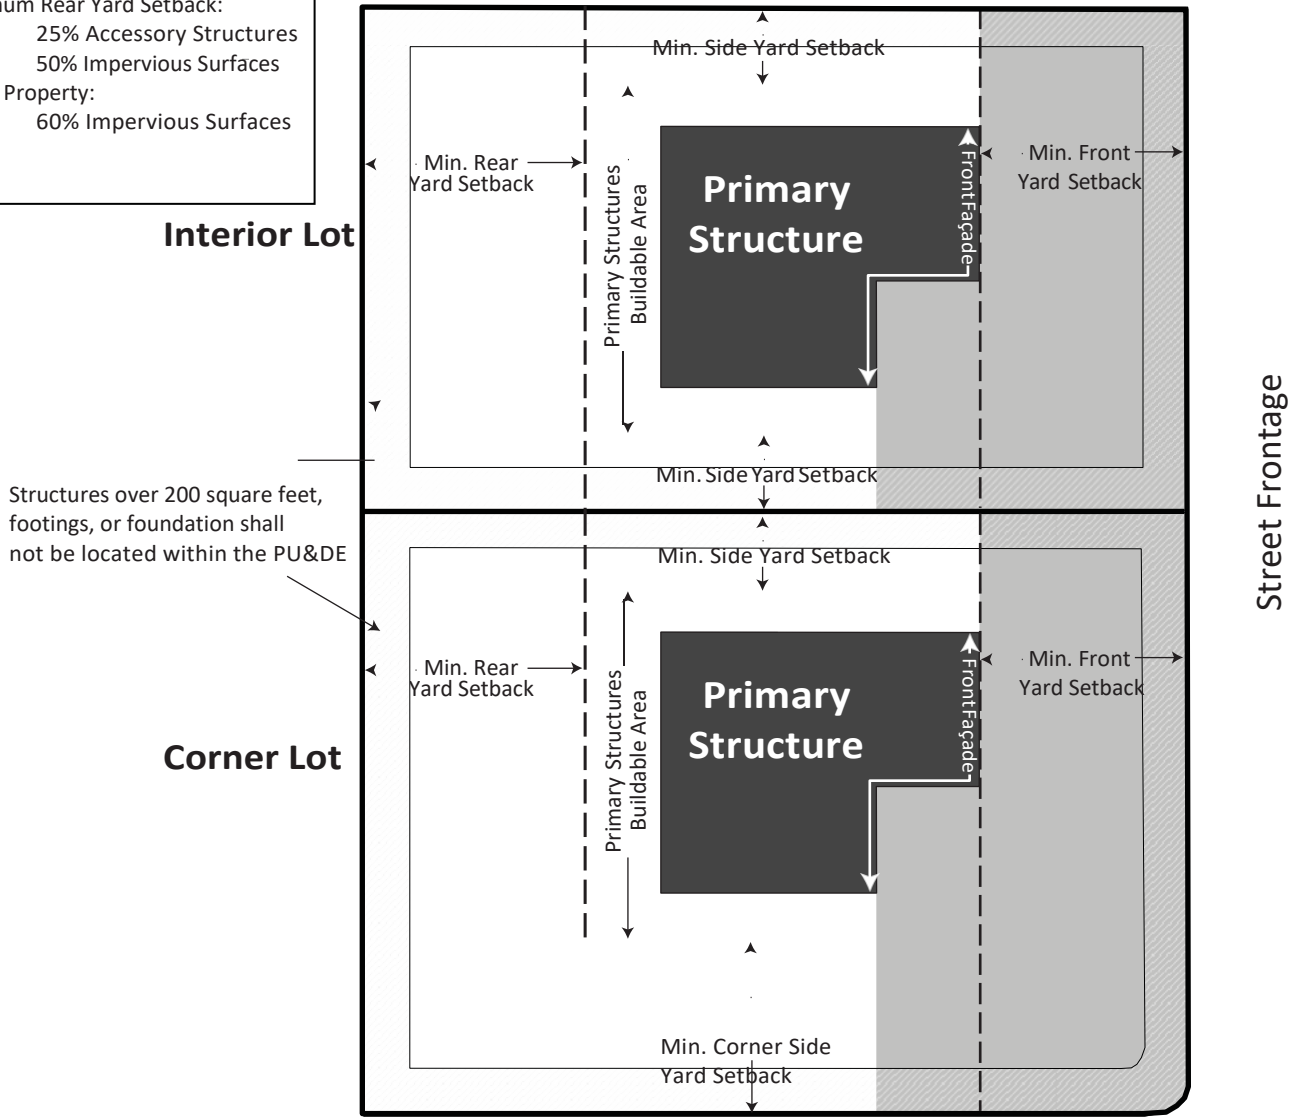 Rear Yard Setback:
25% Accessory Structures
50% Impervious Surfaces
Property:
60% Impervious Surfaces
Interior Lot
Min. Side Yard Setback
Min. Rear
Yard Setback
Primary Structures
Buildable Area
Primary
Structure
Front Façade
Min. Front
Yard Setback
Min. Side Yard Setback
Structures over 200 square feet,
footings, or foundation shall
not be located within the PU&DE
Street Frontage
Corner Lot
Min. Side Yard Setback
Min. Rear
Yard Setback
Primary Structures
Buildable Area
Primary
Structure
Front Façade
Min. Front
Yard Setback
Min. Corner Side
Yard Setback